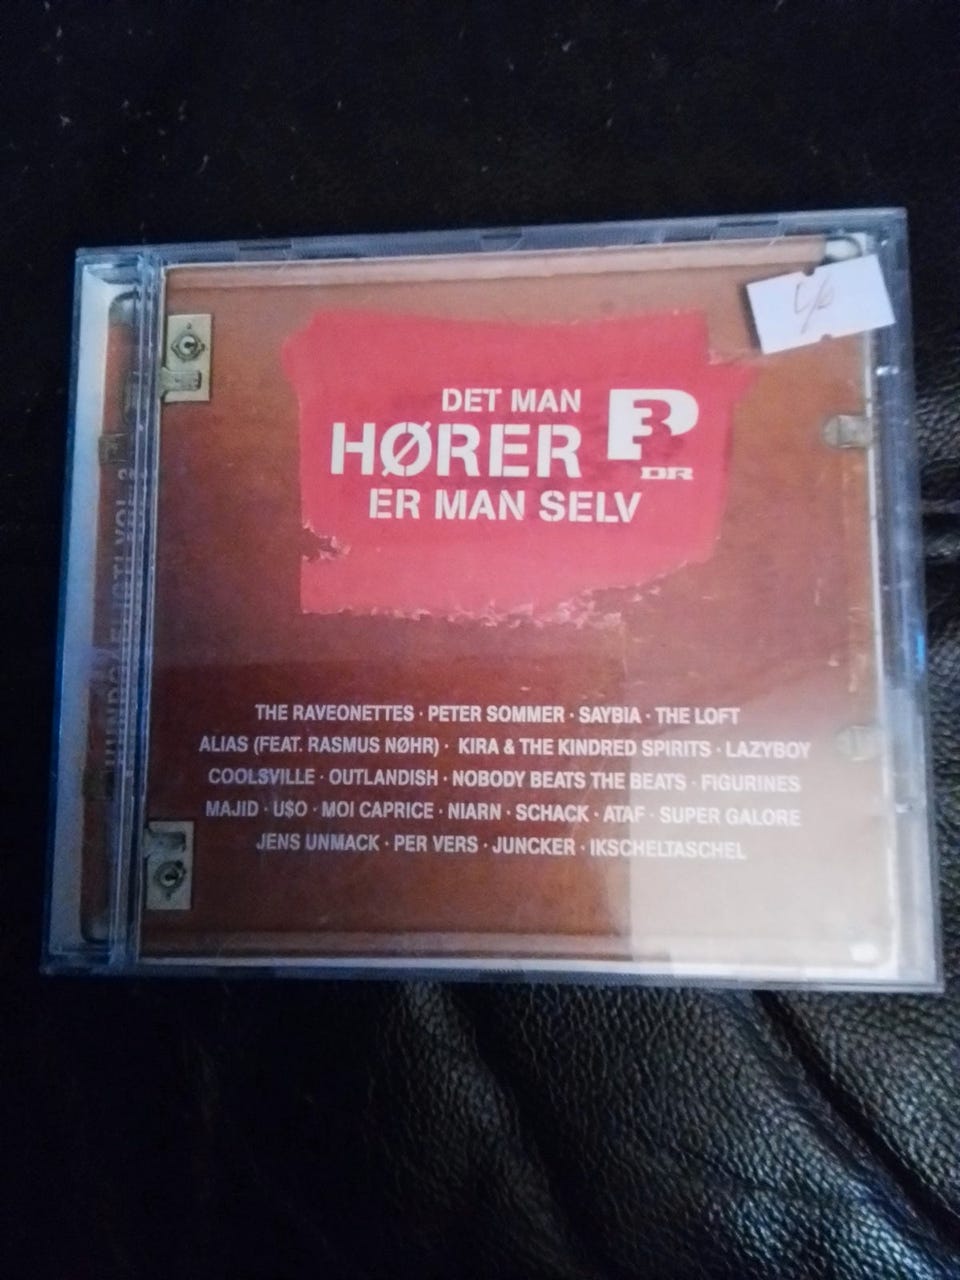 DET MAN
HØRER
ER MAN SELV
P3
DR
THE RAVEONETTES · PETER SOMMER · SAYBIA · THE LOFT
ALIAS (FEAT. RASMUS NØHR) · KIRA & THE KINDRED SPIRITS · LAZYBOY
COOLSVILLE · OUTLANDISH · NOBODY BEATS THE BEATS · FIGURINES
MAJID · U$O · MOI CAPRICE · NIARN · SCHACK · ATAF · SUPER GALORE
JENS UNMACK · PER VERS · JUNCKER · IKSCHELTASCHEL